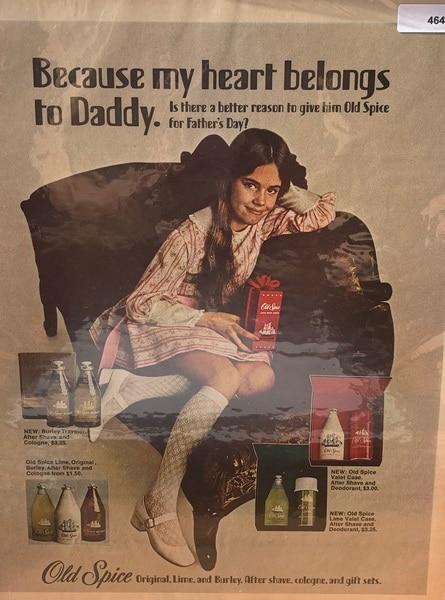 464
Because my heart belongs
to Daddy. Is there a better reason to give him Old Spice
for Father's Day?
Old Spice
NEW: Burley
After Shave and
Cologne, $3.25.
Old Spice Lime, Original,
Burley. After Shave and
Cologne from $1.50.
NEW: Old Spice
Valet Case.
After Shave and
Deodorant, $3.00.
NEW: Old Spice
Lime Valet Case.
After Shave and
Deodorant, $3.25.
Old Spice Original, Lime, and Burley. After shave, cologne, and gift sets.